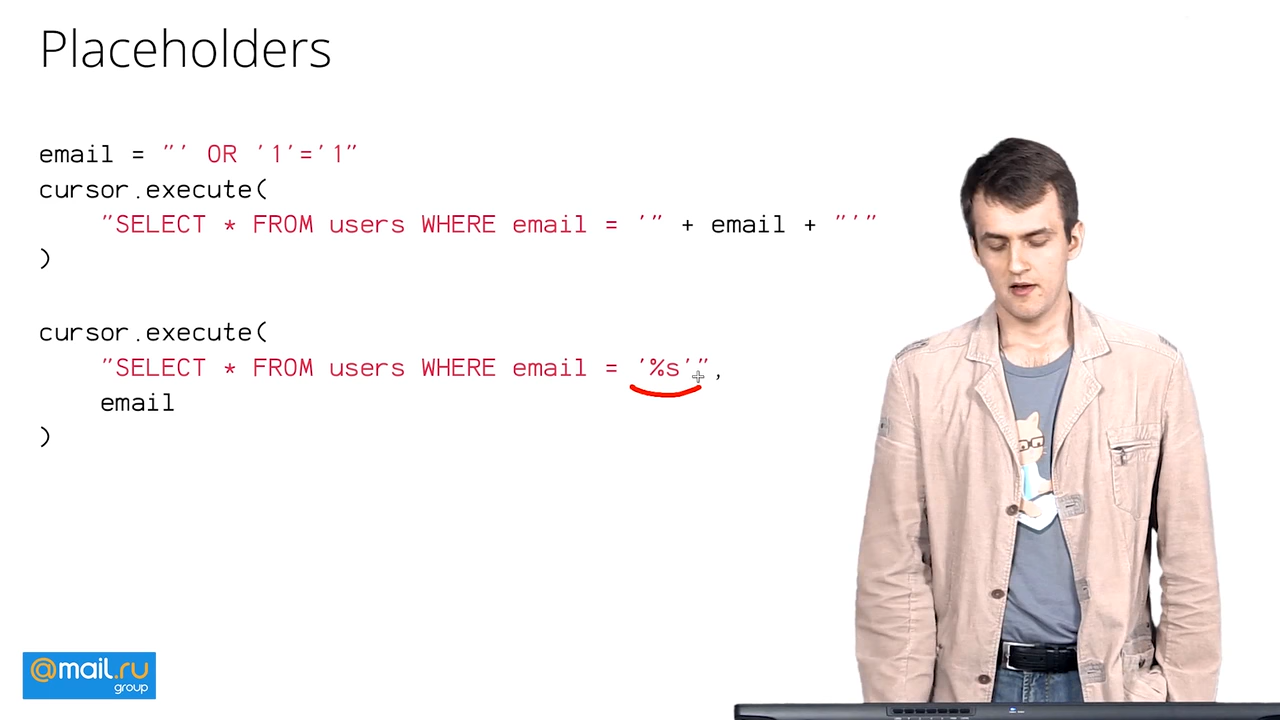 Placeholders
email = "' OR '1'='1"
cursor.execute(
"SELECT * FROM users WHERE email = '" + email + "'"
)
cursor.execute(
"SELECT * FROM users WHERE email = '%s'",
email
)
@mail.ru
group